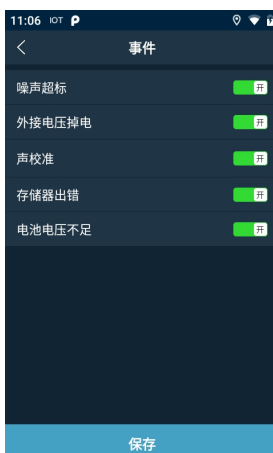 11:06 IOT
事件
噪声超标 开
外接电压掉电 开
声校准 开
存储器出错 开
电池电压不足 开
保存